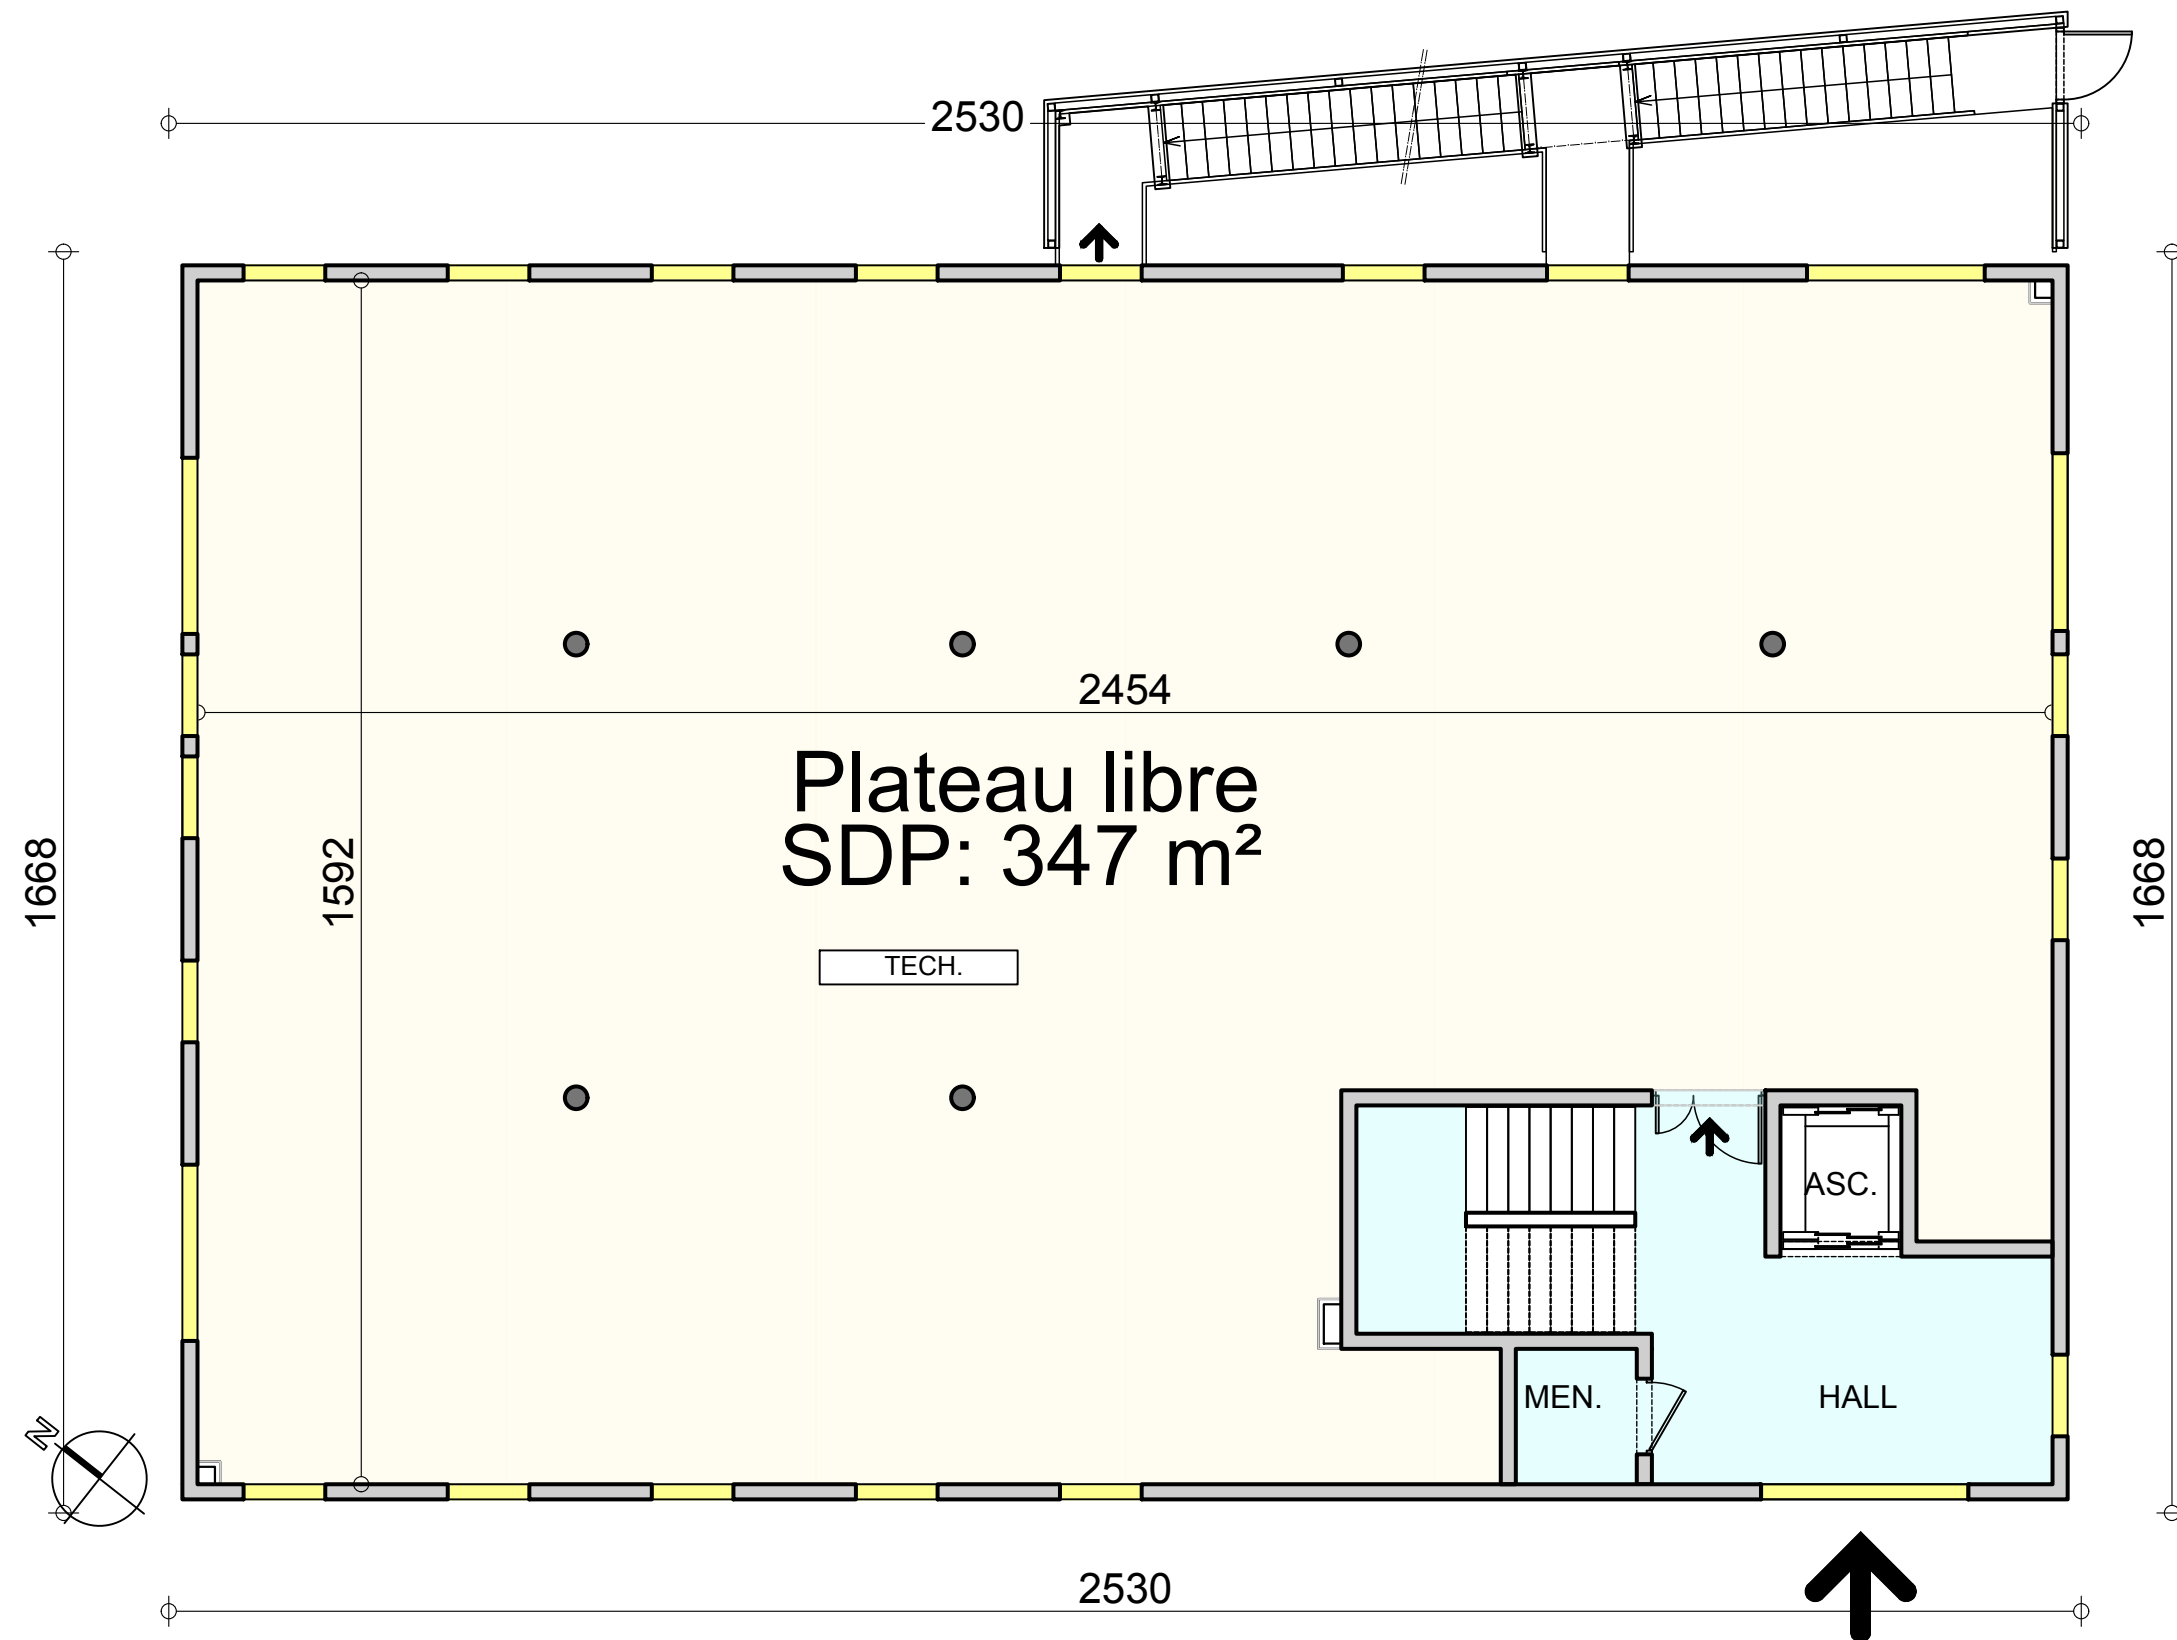 2530
2454
Plateau libre
SDP: 347 m²
1668
1592
1668
TECH.
ASC.
MEN.
HALL
N
2530